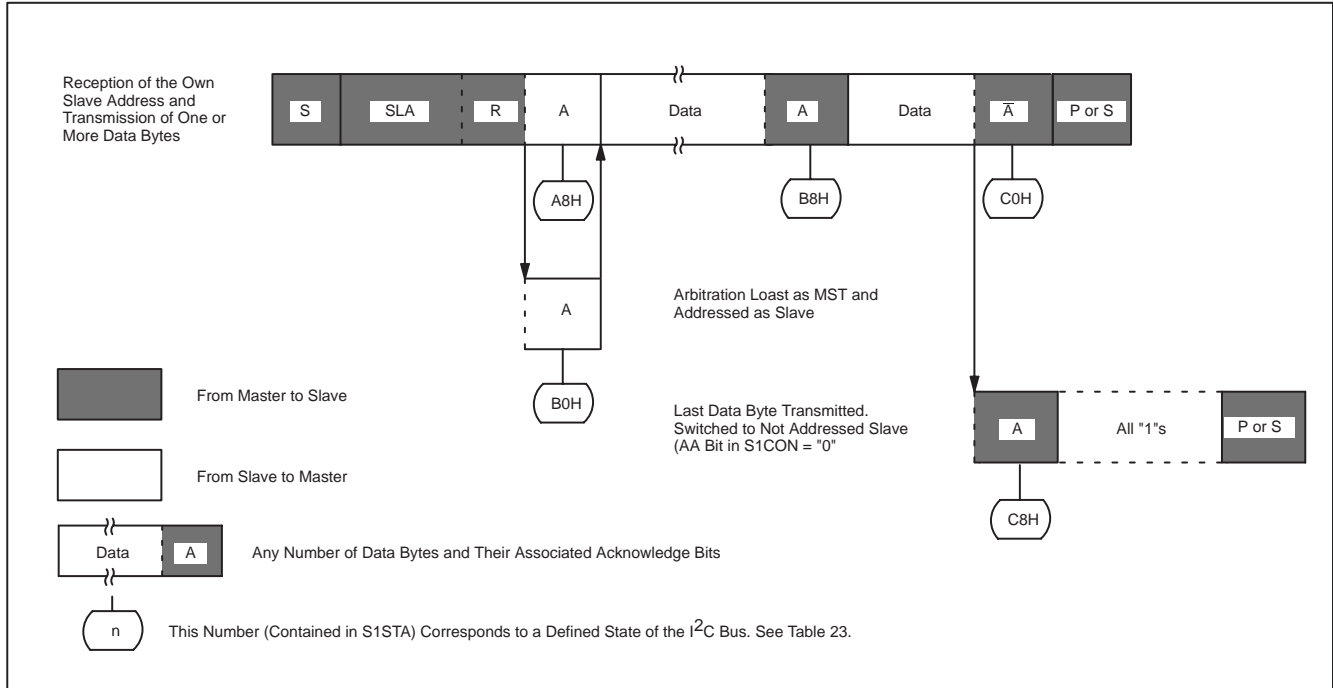 Reception of the Own
Slave Address and
Transmission of One or
More Data Bytes
S SLA R A Data A Data A̅ P or S
A8H B8H C0H
A
Arbitration Loast as MST and
Addressed as Slave
B0H
From Master to Slave
Last Data Byte Transmitted.
Switched to Not Addressed Slave
(AA Bit in S1CON = "0"
A All "1"s P or S
From Slave to Master
C8H
Data A Any Number of Data Bytes and Their Associated Acknowledge Bits
n This Number (Contained in S1STA) Corresponds to a Defined State of the I²C Bus. See Table 23.